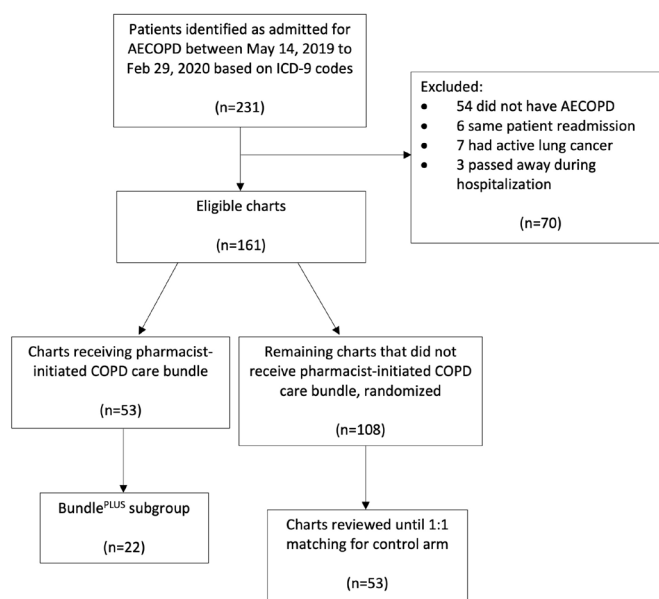 Patients identified as admitted for
AECOPD between May 14, 2019 to
Feb 29, 2020 based on ICD-9 codes
(n=231)
Excluded:
• 54 did not have AECOPD
• 6 same patient readmission
• 7 had active lung cancer
• 3 passed away during
hospitalization
(n=70)
Eligible charts
(n=161)
Charts receiving pharmacist-
initiated COPD care bundle
(n=53)
Remaining charts that did not
receive pharmacist-initiated COPD
care bundle, randomized
(n=108)
Bundle^PLUS subgroup
(n=22)
Charts reviewed until 1:1
matching for control arm
(n=53)